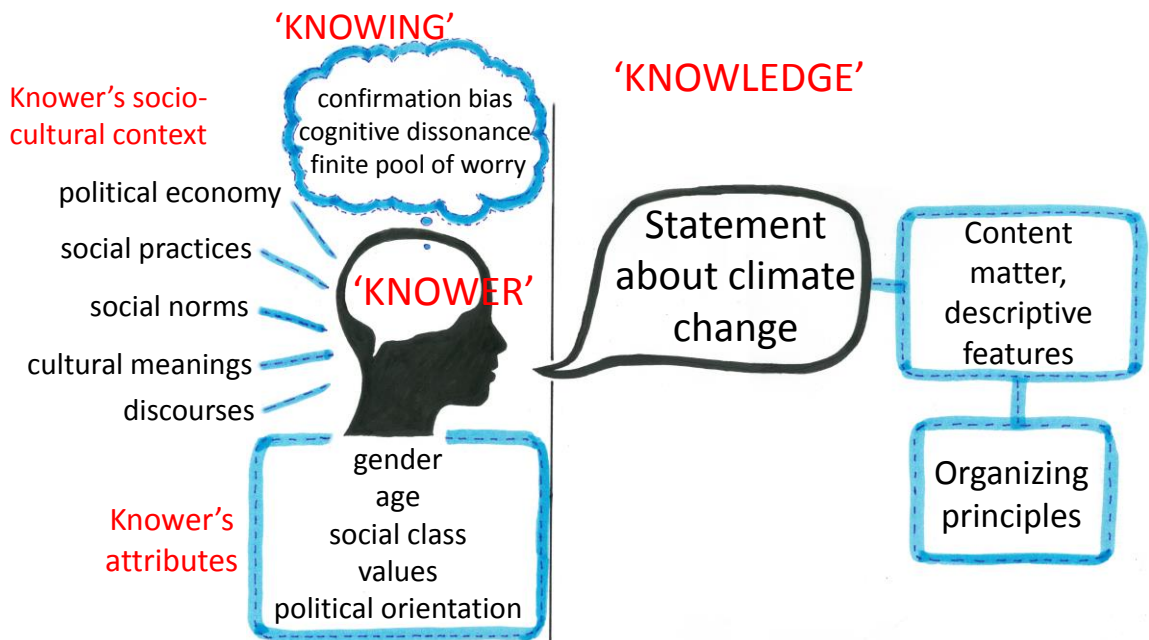 'KNOWING'
confirmation bias
cognitive dissonance
finite pool of worry
Knower's socio-
cultural context
political economy
social practices
social norms
cultural meanings
discourses
'KNOWER'
Knower's
attributes
gender
age
social class
values
political orientation
'KNOWLEDGE'
Statement
about climate
change
Content
matter,
descriptive
features
Organizing
principles